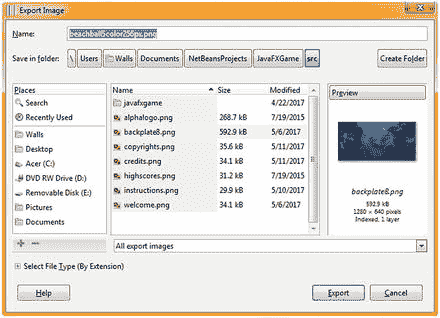 Export Image
Name: beachball5color256px.png
Save in folder: \ Users Walls Documents NetBeansProjects JavaFXGame src Create Folder
Places
Search
Recently Used
Walls
Desktop
Acer (C:)
DVD RW Drive (D:)
Removable Disk (E:)
Pictures
Documents
Name Size Modified
javafxgame 4/22/2017
alphalogo.png 268.7 kB 7/19/2015
backplate8.png 592.9 kB 5/6/2017
copyrights.png 35.6 kB 5/11/2017
credits.png 34.1 kB 5/11/2017
highscores.png 31.2 kB 7/19/2015
instructions.png 29.9 kB 5/10/2017
welcome.png 34.1 kB 5/6/2017
Preview
backplate8.png
592.9 kB
1280 × 640 pixels
Indexed, 1 layer
All export images
Select File Type (By Extension)
Help Export Cancel